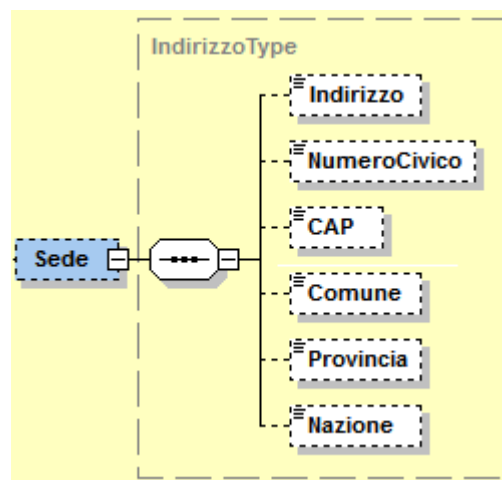 IndirizzoType
Indirizzo
NumeroCivico
CAP
Sede
Comune
Provincia
Nazione